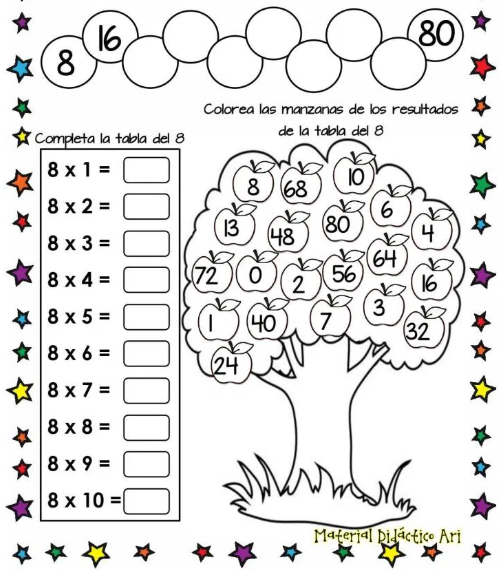 8 16 80
Colorea las manzanas de los resultados
de la tabla del 8
Completa la tabla del 8
8 x 1 =
8 x 2 =
8 x 3 =
8 x 4 =
8 x 5 =
8 x 6 =
8 x 7 =
8 x 8 =
8 x 9 =
8 x 10 =
8 68 10
6
13 48 80 4
64
72 0 2 56 16
1 40 7 3 32
24
Material Didáctico Ari